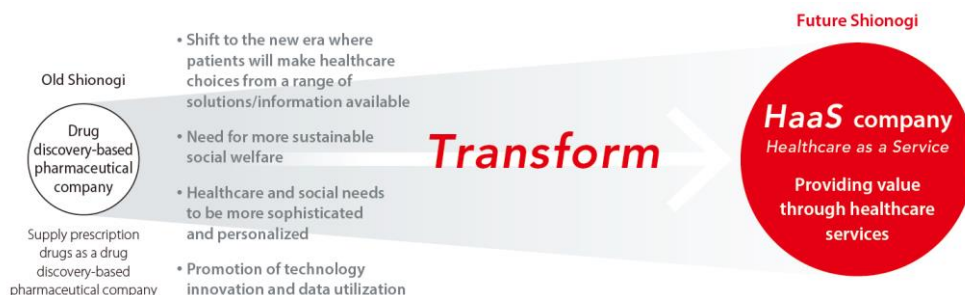 Old Shionogi
Drug
discovery-based
pharmaceutical
company
Supply prescription
drugs as a drug
discovery-based
pharmaceutical company
• Shift to the new era where
patients will make healthcare
choices from a range of
solutions/information available
• Need for more sustainable
social welfare
• Healthcare and social needs
to be more sophisticated
and personalized
• Promotion of technology
innovation and data utilization
Transform
Future Shionogi
HaaS company
Healthcare as a Service
Providing value
through healthcare
services